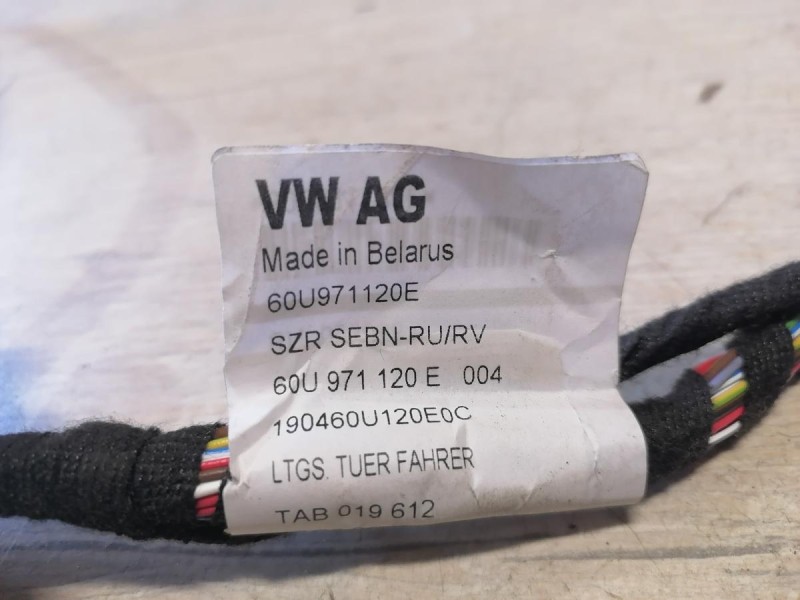 VW AG
Made in Belarus
60U971120E
SZR SEBN-RU/RV
60U 971 120 E 004
190460U120E0C
LTGS. TUER FAHRER
TAB 019 612